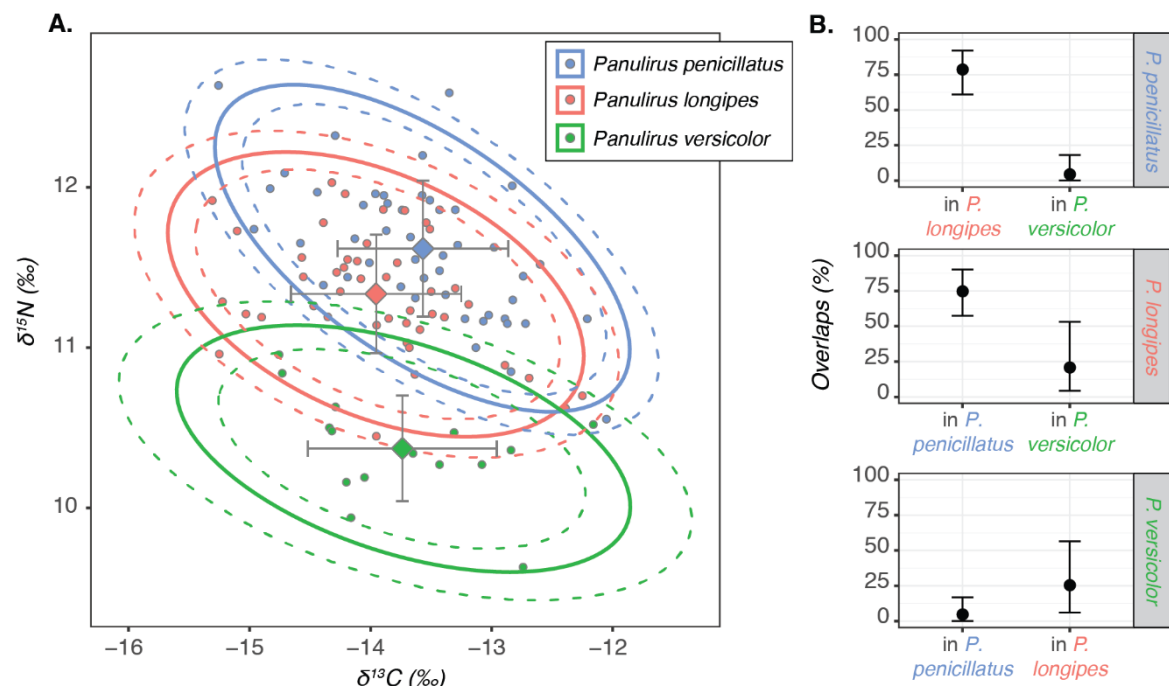 A.
Panulirus penicillatus
Panulirus longipes
Panulirus versicolor
12
11
10
δ¹⁵N (‰)
−16
−15
−14
−13
−12
δ¹³C (‰)
B.
Overlaps (%)
100
75
50
25
0
in P. longipes
in P. versicolor
P. penicillatus
100
75
50
25
0
in P. penicillatus
in P. versicolor
P. longipes
100
75
50
25
0
in P. penicillatus
in P. longipes
P. versicolor